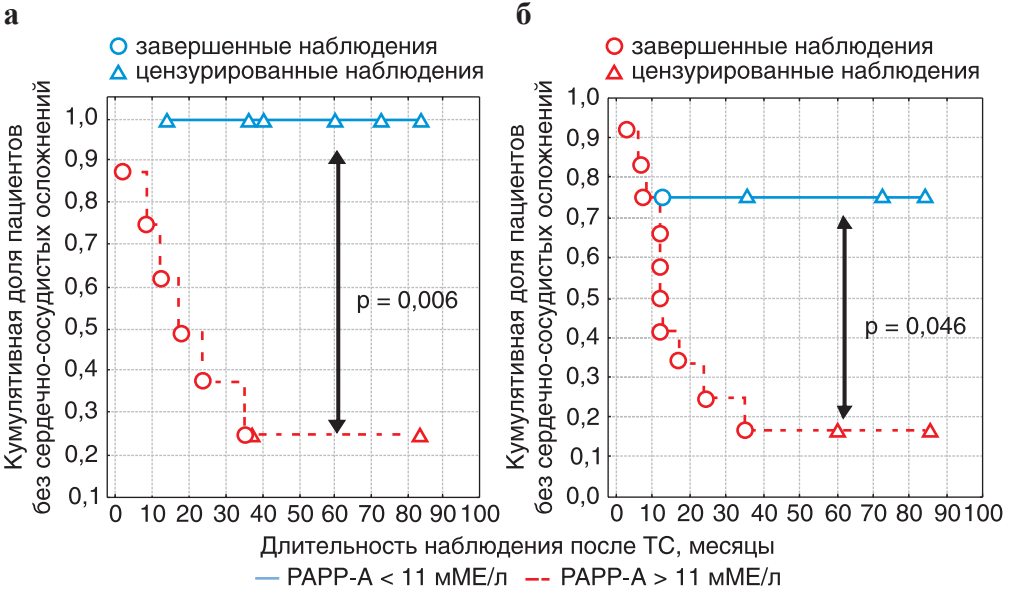 а
завершенные наблюдения
цензурированные наблюдения
Кумулятивная доля пациентов
без сердечно-сосудистых осложнений
1,0
0,9
0,8
0,7
0,6
0,5
0,4
0,3
0,2
0,1
p = 0,006
0 10 20 30 40 50 60 70 80 90 100
б
завершенные наблюдения
цензурированные наблюдения
Кумулятивная доля пациентов
без сердечно-сосудистых осложнений
1,0
0,9
0,8
0,7
0,6
0,5
0,4
0,3
0,2
0,1
0,0
p = 0,046
0 10 20 30 40 50 60 70 80 90 100
Длительность наблюдения после ТС, месяцы
PAPP-A < 11 мМЕ/л PAPP-A > 11 мМЕ/л